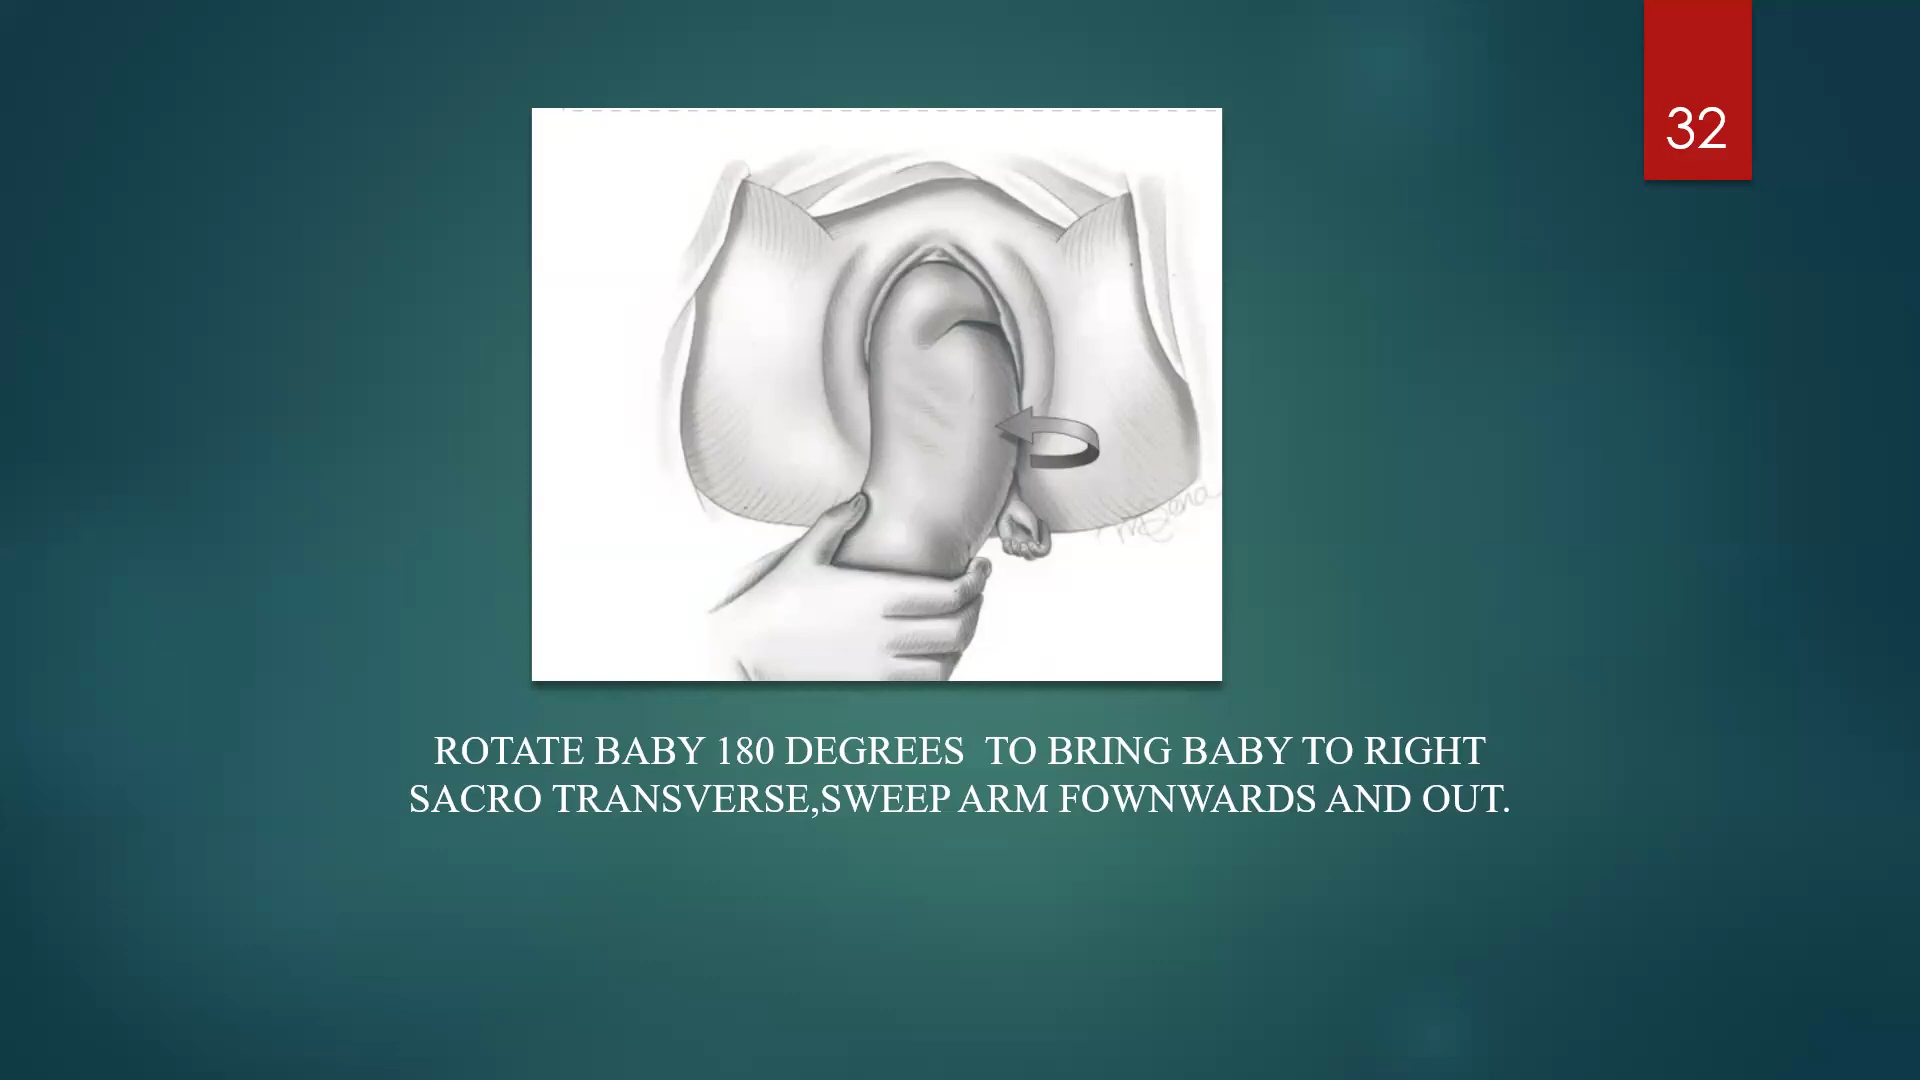 32
ROTATE BABY 180 DEGREES  TO BRING BABY TO RIGHT
SACRO TRANSVERSE,SWEEP ARM FOWNWARDS AND OUT.